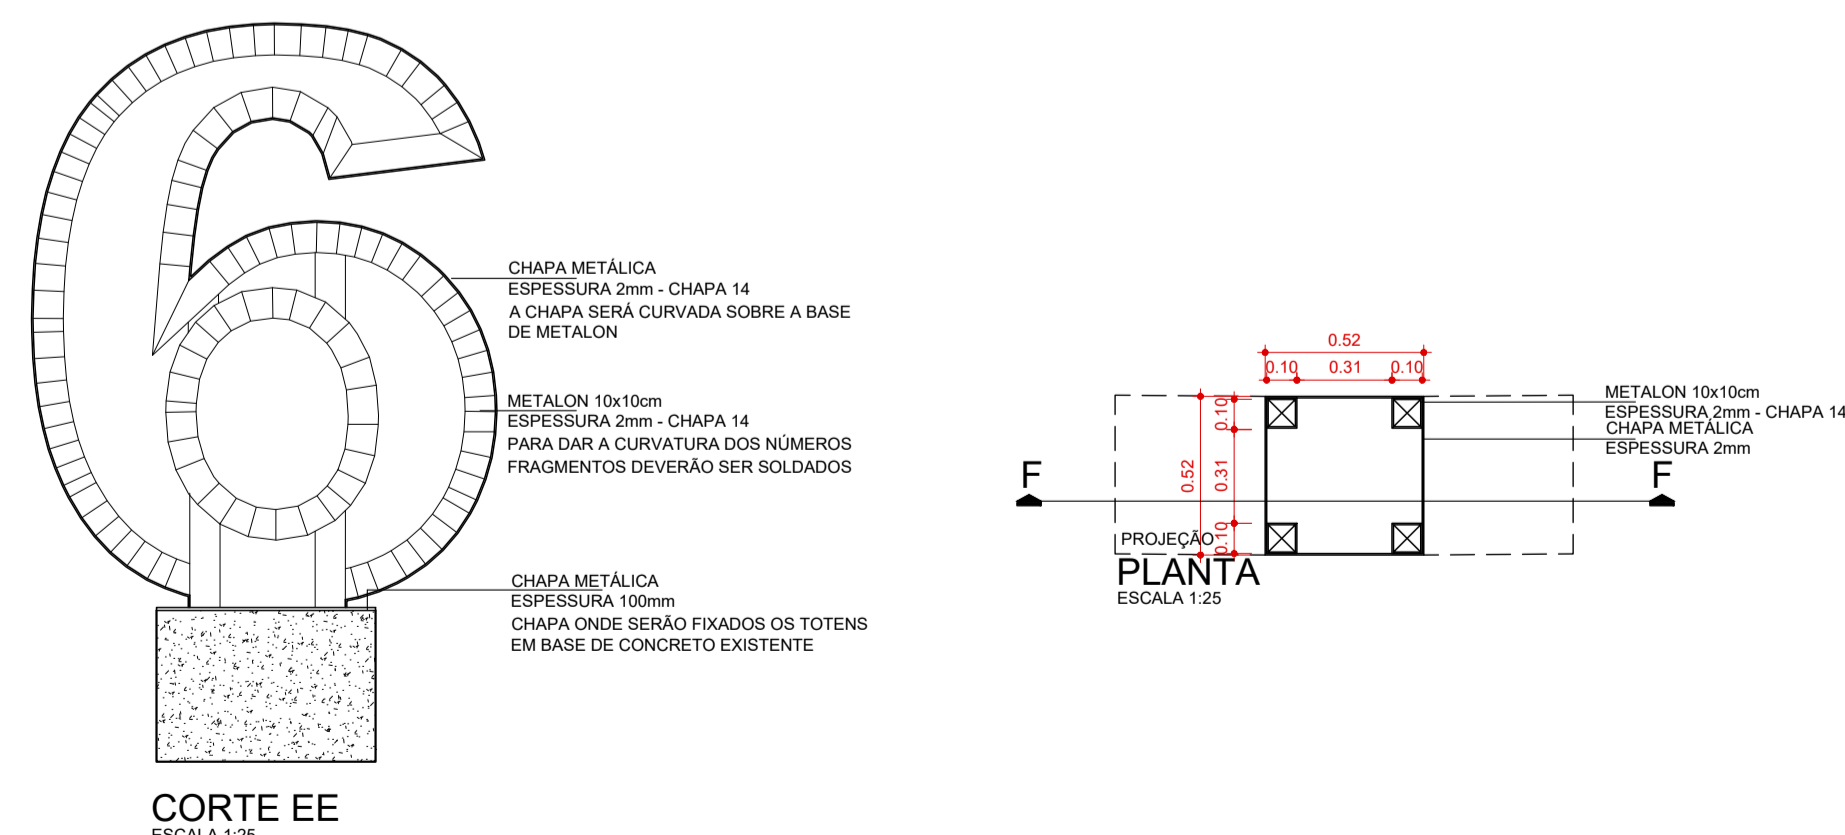 CHAPA METÁLICA
ESPESSURA 2mm - CHAPA 14
A CHAPA SERÁ CURVADA SOBRE A BASE
DE METALON
METALON 10x10cm
ESPESSURA 2mm - CHAPA 14
PARA DAR A CURVATURA DOS NÚMEROS
FRAGMENTOS DEVERÃO SER SOLDADOS
CHAPA METÁLICA
ESPESSURA 100mm
CHAPA ONDE SERÃO FIXADOS OS TOTENS
EM BASE DE CONCRETO EXISTENTE
CORTE EE
ESCALA 1:25
0.52
0.10 0.31 0.10
0.52
0.10
0.31
0.10
METALON 10x10cm
ESPESSURA 2mm - CHAPA 14
CHAPA METÁLICA
ESPESSURA 2mm
F F
PROJEÇÃO
PLANTA
ESCALA 1:25